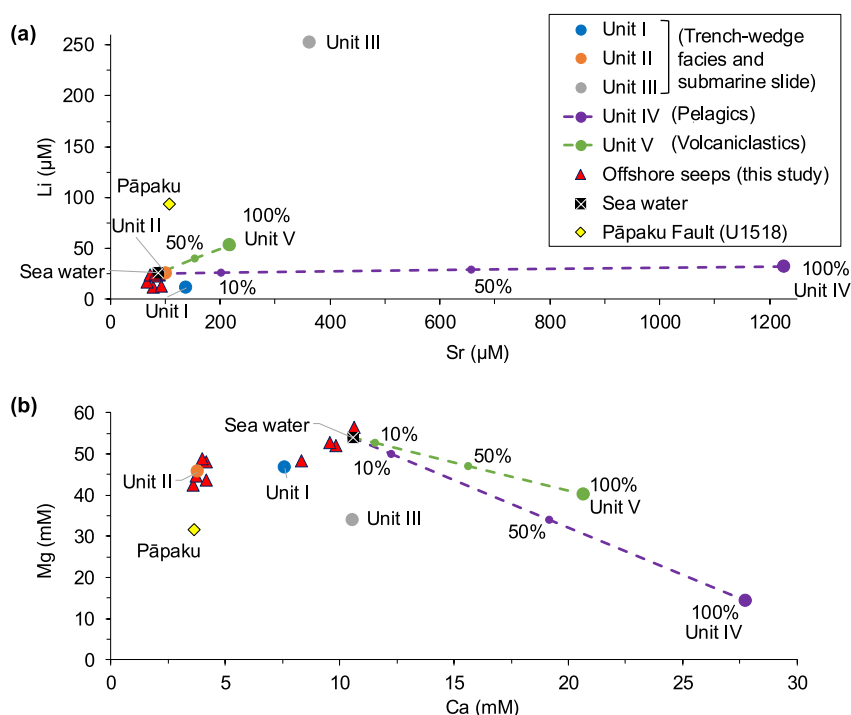 (a)
250
200
150
100
50
0
Li (µM)
0 200 400 600 800 1000 1200
Sr (µM)
Unit III
Pāpaku
Unit II
50%
100%
Unit V
Sea water
Unit I
10%
50%
100%
Unit IV
Unit I
Unit II
Unit III
(Trench-wedge
facies and
submarine slide)
Unit IV (Pelagics)
Unit V (Volcaniclastics)
Offshore seeps (this study)
Sea water
Pāpaku Fault (U1518)
(b)
60
50
40
30
20
10
0
Mg (mM)
0 5 10 15 20 25 30
Ca (mM)
Sea water
10%
10%
50%
100%
Unit V
Unit II
Unit I
Unit III
50%
Pāpaku
100%
Unit IV